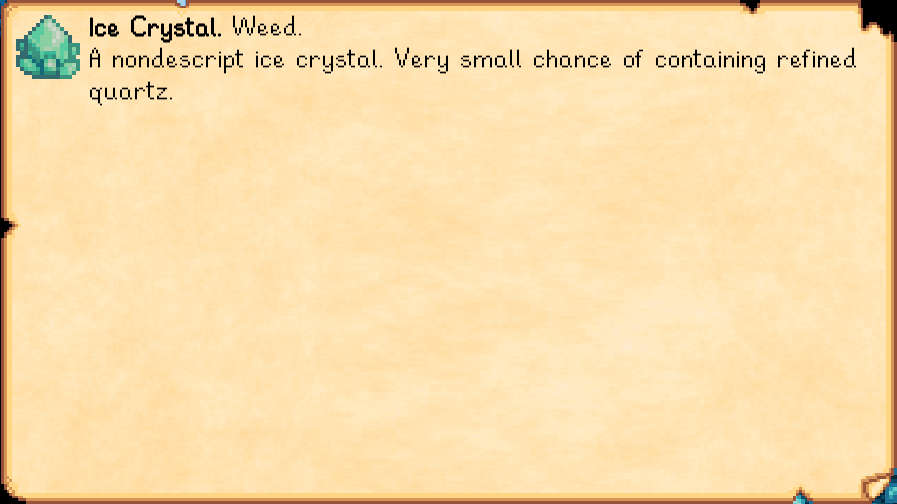 Ice Crystal. Weed.
A nondescript ice crystal. Very small chance of containing refined
quartz.